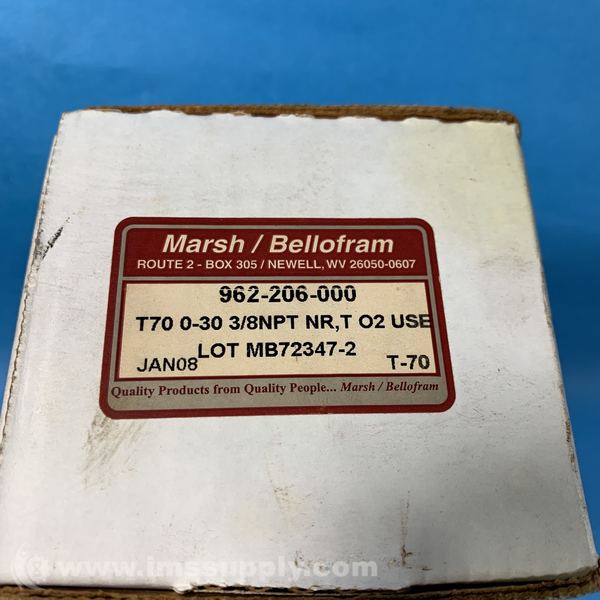 Marsh / Bellofram
ROUTE 2 - BOX 305 / NEWELL, WV 26050-0607
962-206-000
T70 0-30 3/8NPT NR,T O2 USE
LOT MB72347-2
JAN08 T-70
Quality Products from Quality People... Marsh / Bellofram
www.imssupply.com